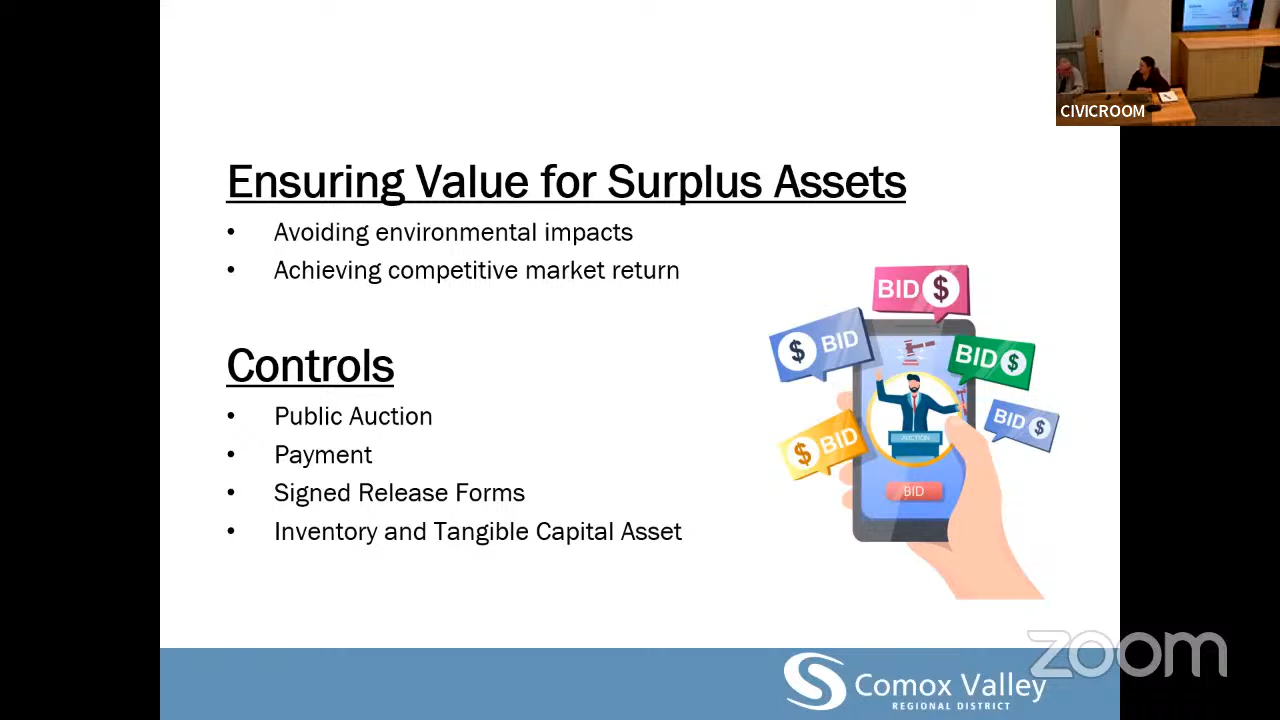 CIVICROOM
Ensuring Value for Surplus Assets
• Avoiding environmental impacts
• Achieving competitive market return
Controls
• Public Auction
• Payment
• Signed Release Forms
• Inventory and Tangible Capital Asset
BID $
$ BID
BID $
BID $
$ BID
AUCTION
BID
zoom
Comox Valley
REGIONAL DISTRICT